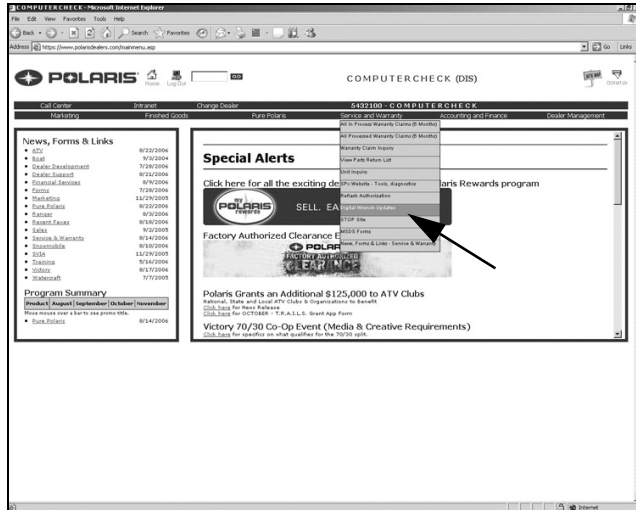 COMPUTERCHECK - Microsoft Internet Explorer
File Edit View Favorites Tools Help
Back Search Favorites
Address https://www.polarisdealers.com/mainmenu.asp Go Links
POLARIS Home Log Out GO COMPUTERCHECK (DIS) SITE MAP Contact Us
Call Center Intranet Change Dealer 5432100 - COMPUTERCHECK
Marketing Finished Goods Pure Polaris Service and Warranty Accounting and Finance Dealer Management
All In Process Warranty Claims (6 Months)
All Processed Warranty Claims (6 Months)
Warranty Claim Inquiry
View Parts Return List
Unit Inquiry
SPx Website - Tools, diagnostics
Reflash Authorization
Digital Wrench Updates
STOP Site
MSDS Forms
News, Forms & Links - Service & Warranty
News, Forms & Links
ATV 8/22/2006
Boat 9/3/2004
Dealer Development 7/28/2006
Dealer Support 8/21/2006
Financial Services 8/9/2006
Forms 7/28/2006
Marketing 11/29/2005
Pure Polaris 8/22/2006
Ranger 8/3/2006
Recent Faxes 8/18/2006
Sales 9/2/2005
Service & Warranty 8/14/2006
Snowmobile 8/10/2006
SVIA 11/29/2005
Training 5/16/2006
Victory 8/17/2006
Watercraft 7/7/2005
Program Summary
Product August September October November
Move mouse over a bar to see promo title.
Pure Polaris 8/14/2006
Special Alerts
Click here for all the exciting de laris Rewards program
my POLARIS rewards SELL. EA
Factory Authorized Clearance E
POLAR
FACTORY AUTHORIZED
CLEARANCE
Polaris Grants an Additional $125,000 to ATV Clubs
National, State and Local ATV Clubs & Organizations to Benefit
Click here for News Release
Click here for OCTOBER - T.R.A.I.L.S. Grant App Form
Victory 70/30 Co-Op Event (Media & Creative Requirements)
Click here for specifics on what qualifies for the 70/30 split.
Internet